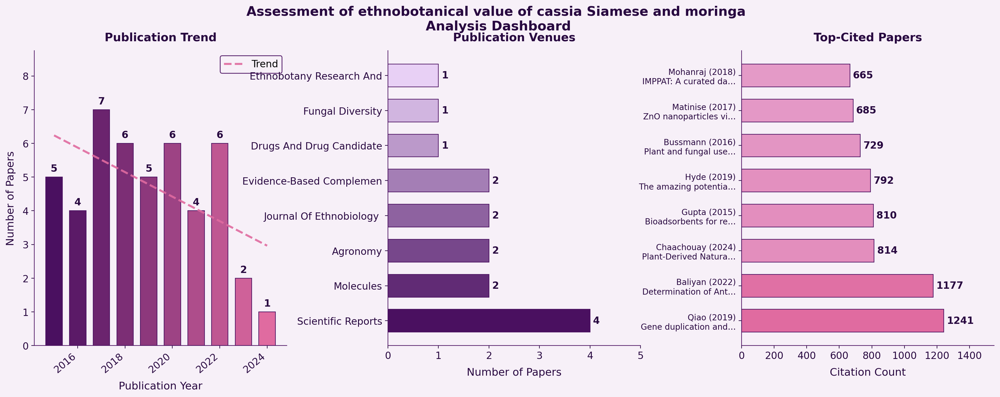 Assessment of ethnobotanical value of cassia Siamese and moringa
Analysis Dashboard
Publication Trend
Number of Papers
8
7
6
5
4
3
2
1
0
5
4
7
6
5
6
4
6
2
1
Trend
2016
2018
2020
2022
2024
Publication Year
Publication Venues
Ethnobotany Research And
1
Fungal Diversity
1
Drugs And Drug Candidate
1
Evidence-Based Complemen
2
Journal Of Ethnobiology
2
Agronomy
2
Molecules
2
Scientific Reports
4
0
1
2
3
4
5
Number of Papers
Top-Cited Papers
Mohanraj (2018)
IMPPAT: A curated da...
665
Matinise (2017)
ZnO nanoparticles vi...
685
Bussmann (2016)
Plant and fungal use...
729
Hyde (2019)
The amazing potentia...
792
Gupta (2015)
Bioadsorbents for re...
810
Chaachouay (2024)
Plant-Derived Natura...
814
Baliyan (2022)
Determination of Ant...
1177
Qiao (2019)
Gene duplication and...
1241
0
200
400
600
800
1000
1200
1400
Citation Count